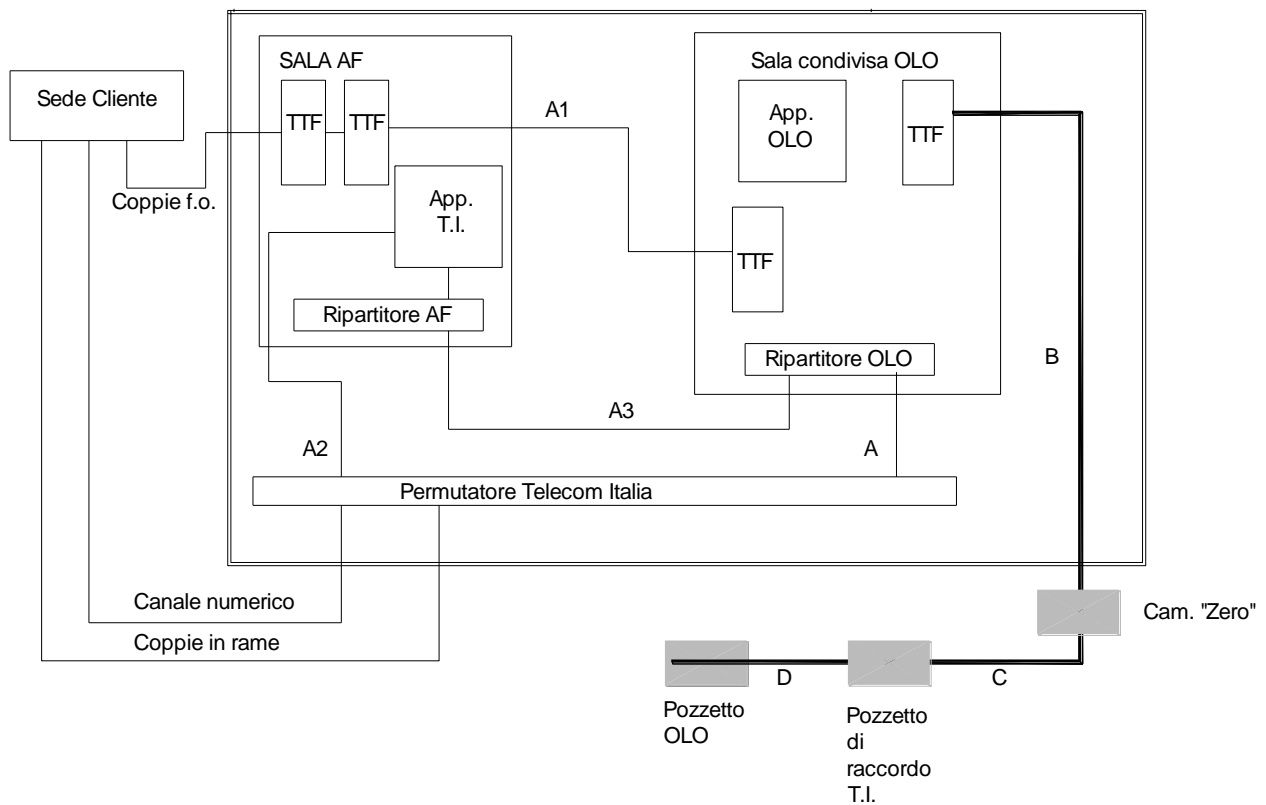 SALA AF
Sala condivisa OLO
Sede Cliente
TTF
TTF
A1
App.
OLO
TTF
Coppie f.o.
App.
T.I.
TTF
Ripartitore AF
Ripartitore OLO
B
A3
A2
A
Permutatore Telecom Italia
Canale numerico
Cam. "Zero"
Coppie in rame
D
C
Pozzetto
OLO
Pozzetto
di
raccordo
T.I.